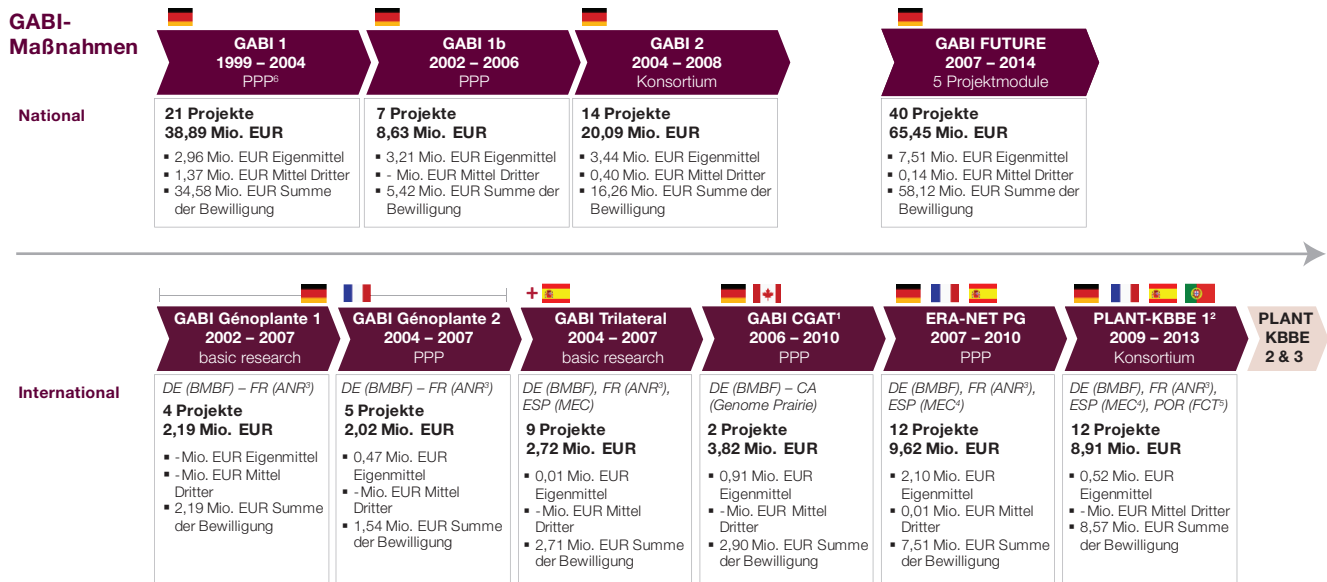 GABI-
Maßnahmen
GABI 1
1999 – 2004
PPP⁶
GABI 1b
2002 – 2006
PPP
GABI 2
2004 – 2008
Konsortium
GABI FUTURE
2007 – 2014
5 Projektmodule
National
21 Projekte
38,89 Mio. EUR
▪ 2,96 Mio. EUR Eigenmittel
▪ 1,37 Mio. EUR Mittel Dritter
▪ 34,58 Mio. EUR Summe
der Bewilligung
7 Projekte
8,63 Mio. EUR
▪ 3,21 Mio. EUR Eigenmittel
▪ - Mio. EUR Mittel Dritter
▪ 5,42 Mio. EUR Summe der
Bewilligung
14 Projekte
20,09 Mio. EUR
▪ 3,44 Mio. EUR Eigenmittel
▪ 0,40 Mio. EUR Mittel Dritter
▪ 16,26 Mio. EUR Summe der
Bewilligung
40 Projekte
65,45 Mio. EUR
▪ 7,51 Mio. EUR Eigenmittel
▪ 0,14 Mio. EUR Mittel Dritter
▪ 58,12 Mio. EUR Summe der
Bewilligung
+
GABI Génoplante 1
2002 – 2007
basic research
GABI Génoplante 2
2004 – 2007
PPP
GABI Trilateral
2004 – 2007
basic research
GABI CGAT¹
2006 – 2010
PPP
ERA-NET PG
2007 – 2010
PPP
PLANT-KBBE 1²
2009 – 2013
Konsortium
PLANT
KBBE
2 & 3
International
DE (BMBF) – FR (ANR³)
4 Projekte
2,19 Mio. EUR
▪ -Mio. EUR Eigenmittel
▪ -Mio. EUR Mittel
Dritter
▪ 2,19 Mio. EUR Summe
der Bewilligung
DE (BMBF) – FR (ANR³)
5 Projekte
2,02 Mio. EUR
▪ 0,47 Mio. EUR
Eigenmittel
▪ -Mio. EUR Mittel
Dritter
▪ 1,54 Mio. EUR Summe
der Bewilligung
DE (BMBF), FR (ANR³),
ESP (MEC)
9 Projekte
2,72 Mio. EUR
▪ 0,01 Mio. EUR
Eigenmittel
▪ -Mio. EUR Mittel
Dritter
▪ 2,71 Mio. EUR Summe
der Bewilligung
DE (BMBF) – CA
(Genome Prairie)
2 Projekte
3,82 Mio. EUR
▪ 0,91 Mio. EUR
Eigenmittel
▪ -Mio. EUR Mittel
Dritter
▪ 2,90 Mio. EUR Summe
der Bewilligung
DE (BMBF), FR (ANR³),
ESP (MEC⁴)
12 Projekte
9,62 Mio. EUR
▪ 2,10 Mio. EUR
Eigenmittel
▪ 0,01 Mio. EUR Mittel
Dritter
▪ 7,51 Mio. EUR Summe
der Bewilligung
DE (BMBF), FR (ANR³),
ESP (MEC⁴), POR (FCT⁵)
12 Projekte
8,91 Mio. EUR
▪ 0,52 Mio. EUR
Eigenmittel
▪ -Mio. EUR Mittel Dritter
▪ 8,57 Mio. EUR Summe
der Bewilligung